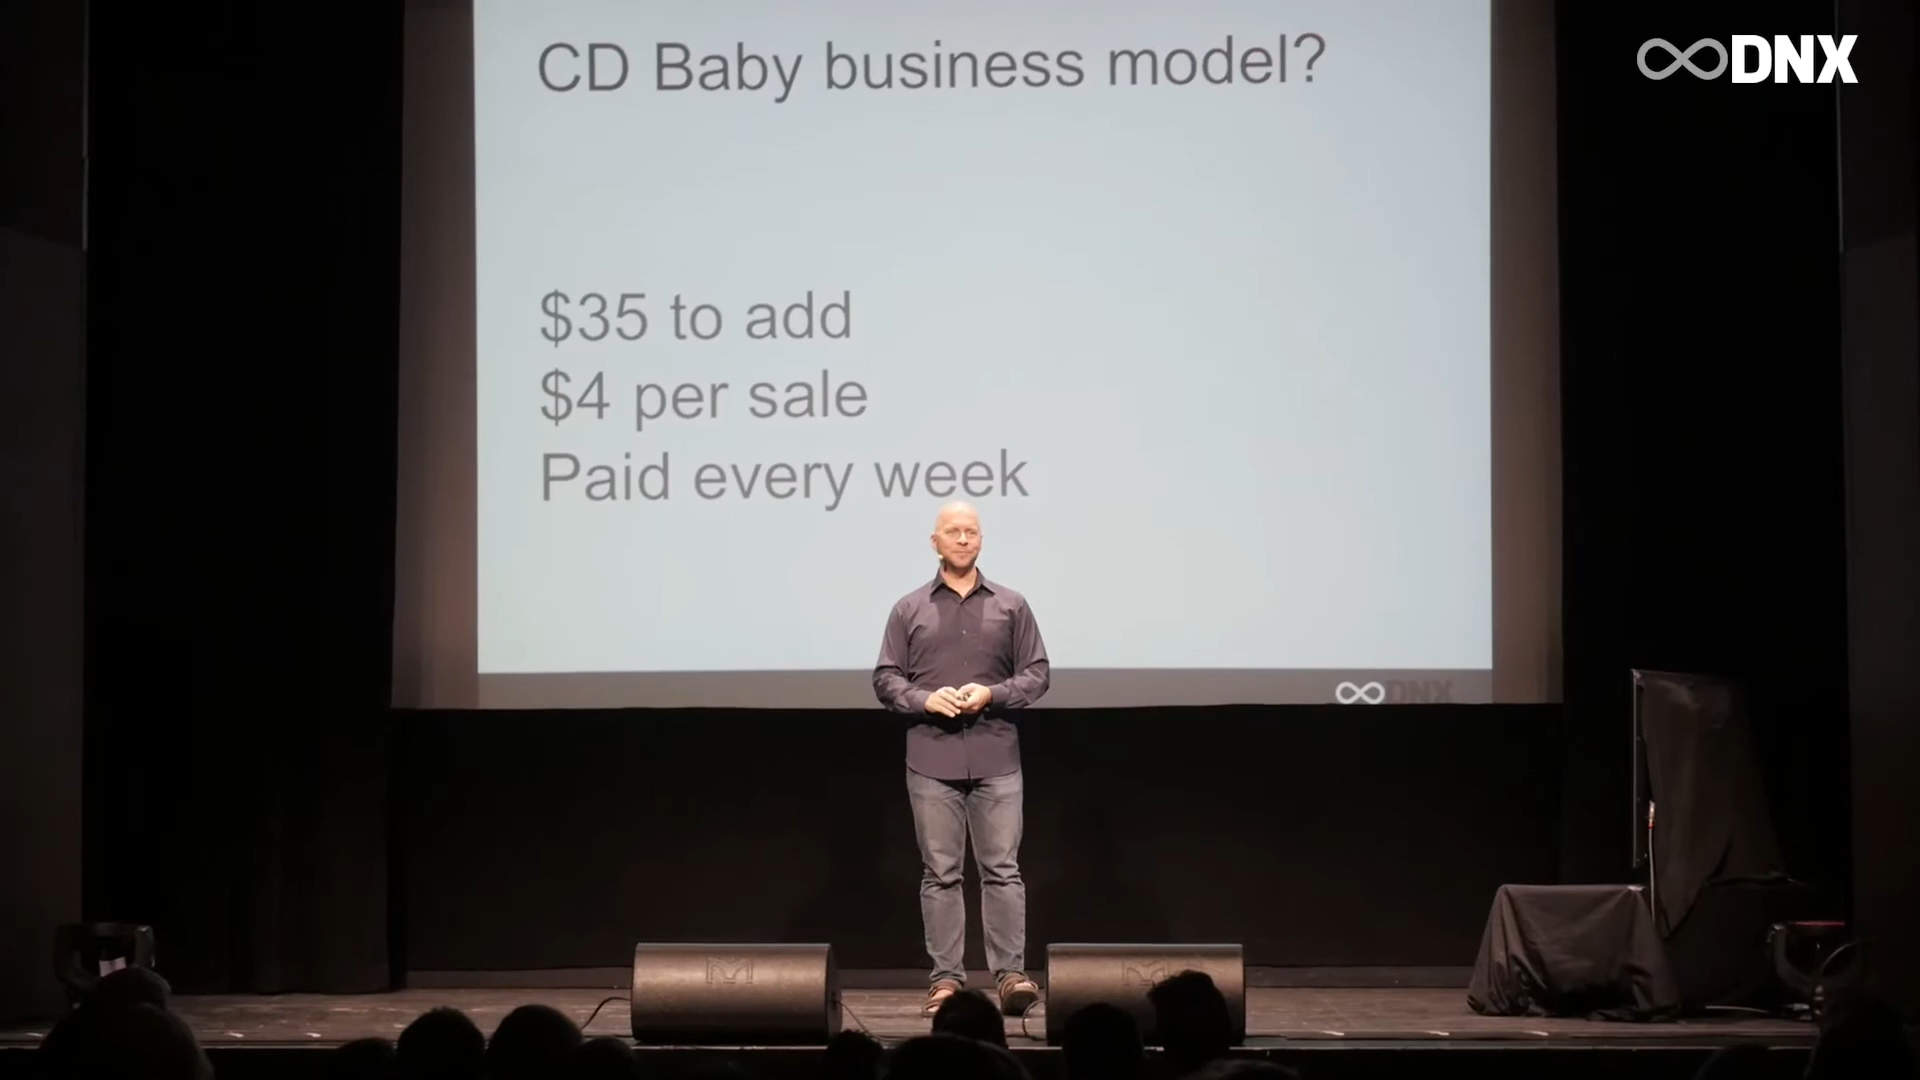 CD Baby business model?
DNX
$35 to add
$4 per sale
Paid every week
DNX